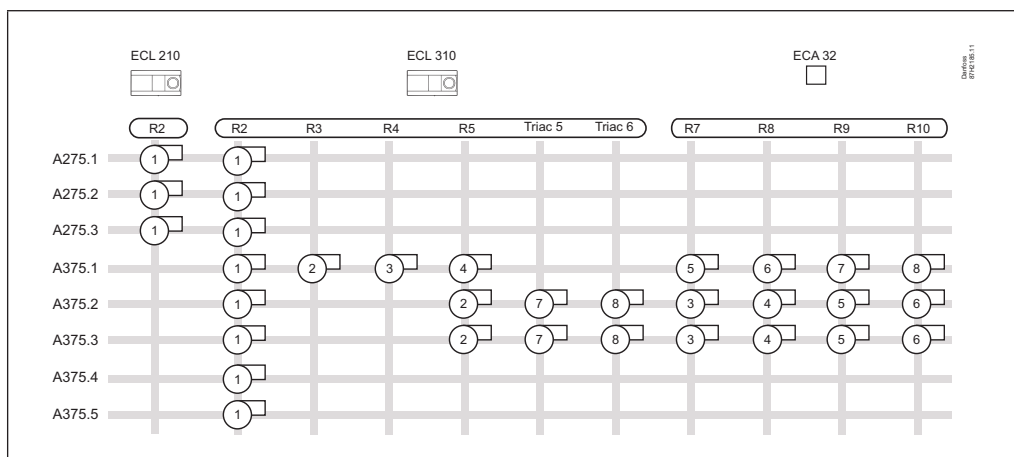 ECL 210 ECL 310 ECA 32
Danfoss
87H2185.11
R2 R2 R3 R4 R5 Triac 5 Triac 6 R7 R8 R9 R10
A275.1 1 1
A275.2 1 1
A275.3 1 1
A375.1 1 2 3 4 5 6 7 8
A375.2 1 2 7 8 3 4 5 6
A375.3 1 2 7 8 3 4 5 6
A375.4 1
A375.5 1